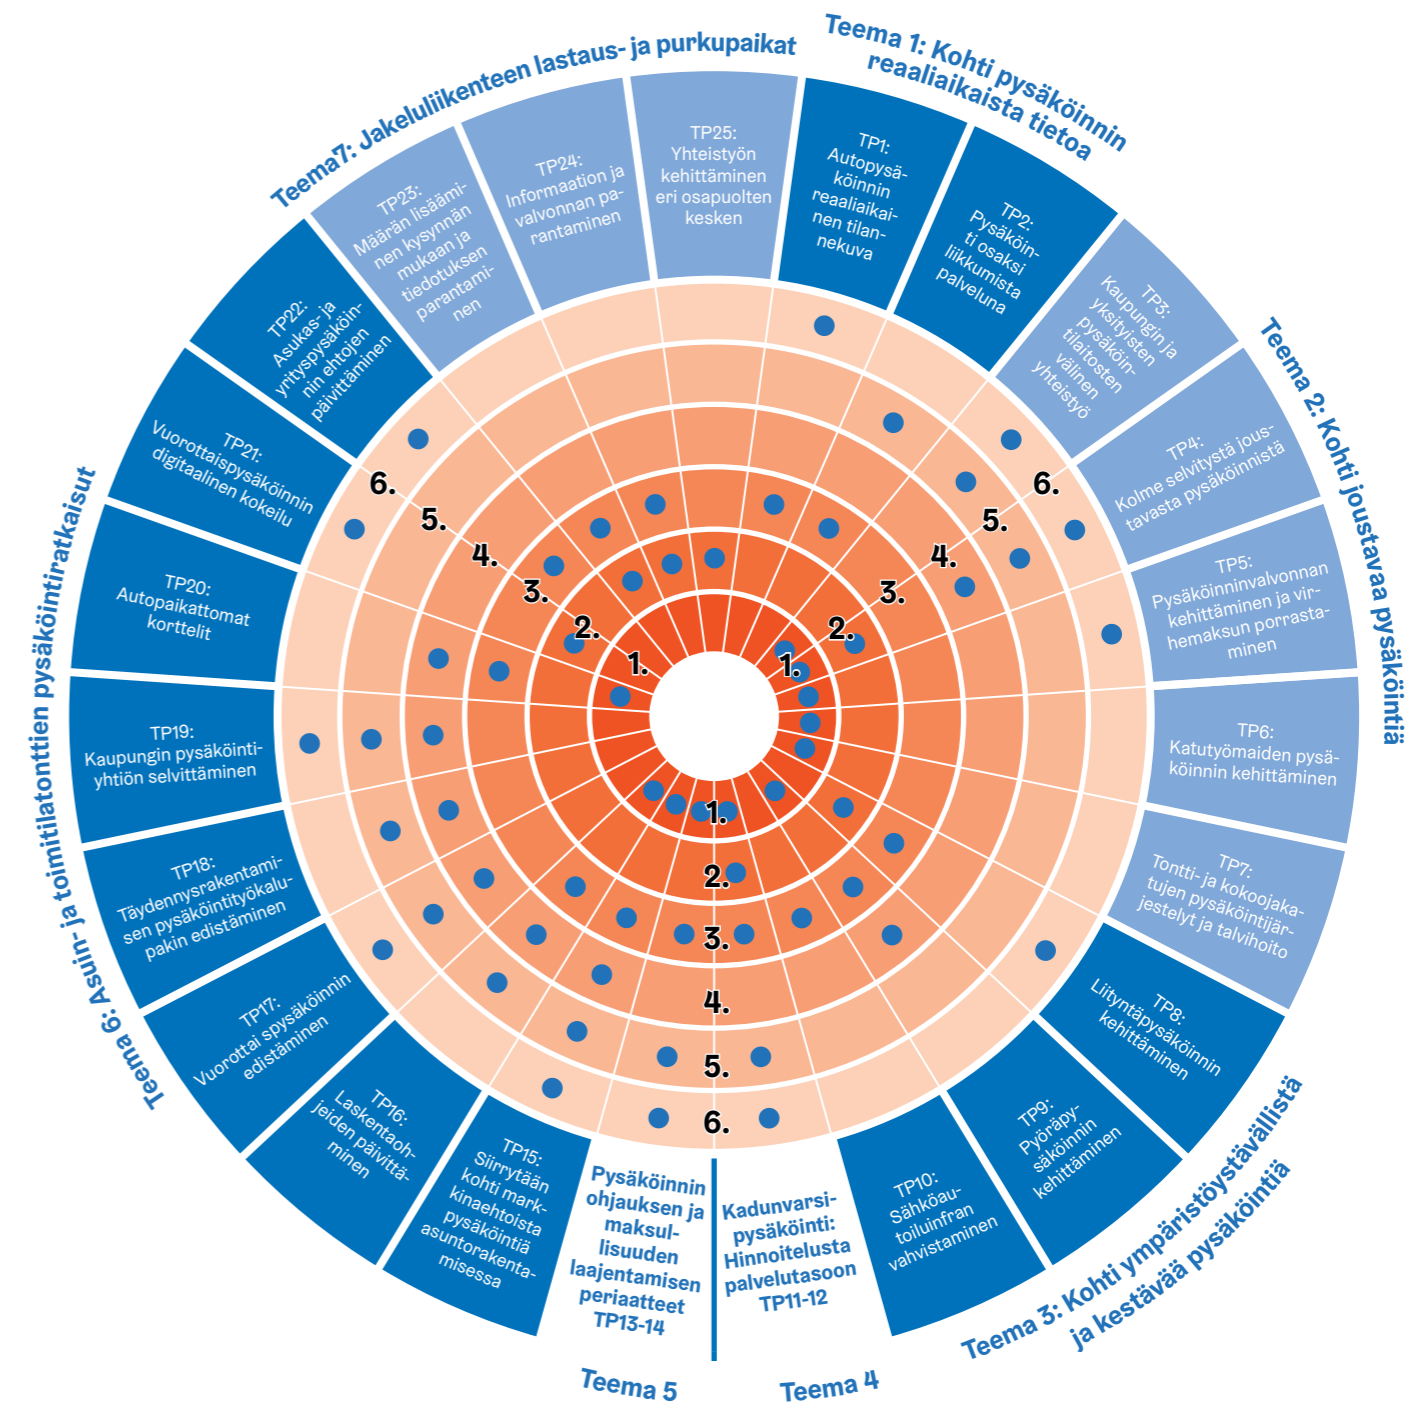 Teema 1: Kohti pysäköinnin
reaaliaikaista tietoa
TP1:
Autopysä-
köinnin
reaaliaikai-
nen tilan-
nekuva
TP2:
Pysäköin-
ti osaksi
liikkumista
palveluna
Teema 2: Kohti joustavaa pysäköintiä
TP3:
Kaupungin ja
yksityisten
pysäköin-
tilaitosten
välinen
yhteistyö
TP4:
Kolme selvitystä jous-
tavasta pysäköinnistä
TP5:
Pysäköinninvalvonnan
kehittäminen ja vir-
hemaksun porrasta-
minen
TP6:
Katutyömaiden pysä-
köinnin kehittäminen
TP7:
Tontti- ja kokoojaka-
tujen pysäköintijär-
jestelyt ja talvihoito
Teema 3: Kohti ympäristöystävällistä
ja kestävää pysäköintiä
TP8:
Liityntäpysäköinnin
kehittäminen
TP9:
Pyöräpy-
säköinnin
kehittäminen
TP10:
Sähköau-
toiluinfran
vahvistaminen
Teema 4
Kadunvarsi-
pysäköinti:
Hinnoitelusta
palvelutasoon
TP11-12
Teema 5
Pysäköinnin
ohjauksen ja
maksul-
lisuuden
laajentamisen
periaatteet
TP13-14
Teema 6: Asuin- ja toimitilatonttien pysäköintiratkaisut
TP15:
Siirrytään
kohti mark-
kinaehtoista
pysäköintiä
asuntorakenta-
misessa
TP16:
Laskentaoh-
jeiden päivittä-
minen
TP17:
Vuorottai spysäköinnin
edistäminen
TP18:
Täydennysrakentami-
sen pysäköintityökalu-
pakin edistäminen
TP19:
Kaupungin pysäköinti-
yhtiön selvittäminen
TP20:
Autopaikattomat
korttelit
TP21:
Vuorottaispysäköinnin
digitaalinen kokeilu
TP22:
Asukas- ja
yrityspysäköin-
nin ehtojen
päivittäminen
Teema7: Jakeluliikenteen lastaus- ja purkupaikat
TP23:
Määrän lisäämi-
nen kysynnän
mukaan ja
tiedotuksen
parantami-
nen
TP24:
Informaation ja
valvonnan pa-
rantaminen
TP25:
Yhteistyön
kehittäminen
eri osapuolten
kesken
6.
5.
4.
3.
2.
1.
6.
5.
4.
3.
2.
1.
1.
2.
3.
4.
5.
6.